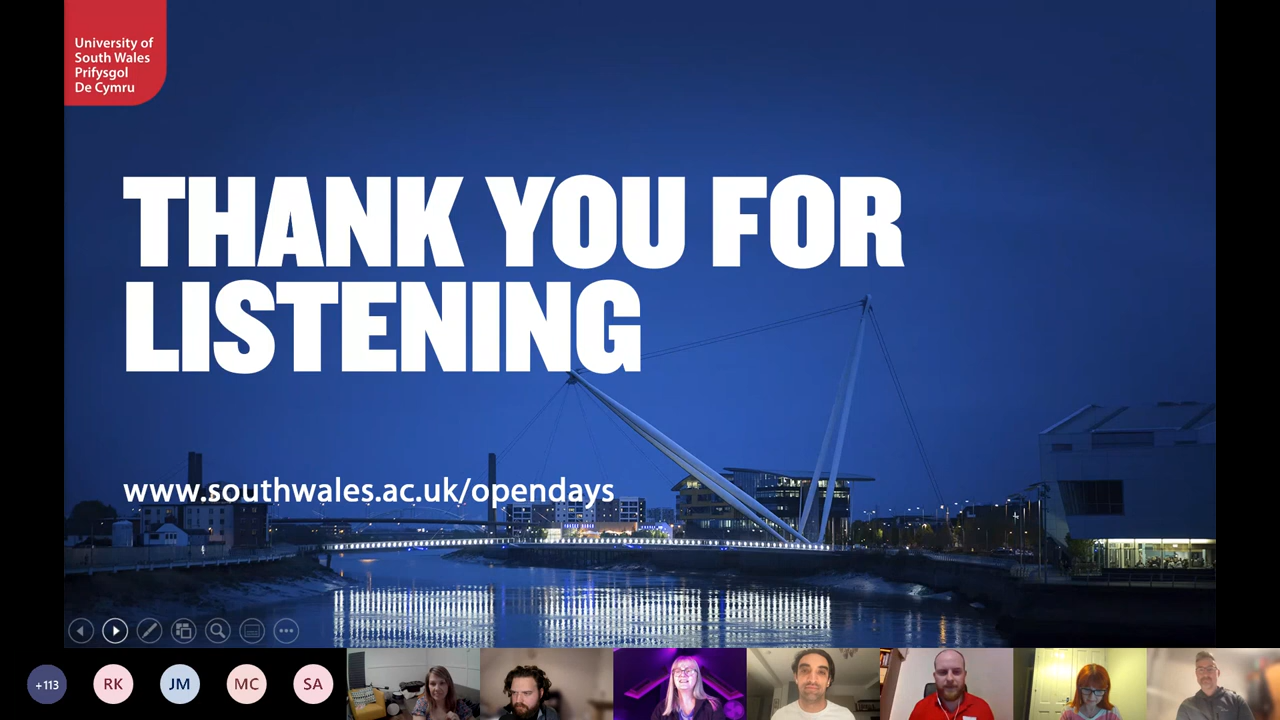 University of
South Wales
Prifysgol
De Cymru
THANK YOU FOR
LISTENING
www.southwales.ac.uk/opendays
+113
RK
JM
MC
SA